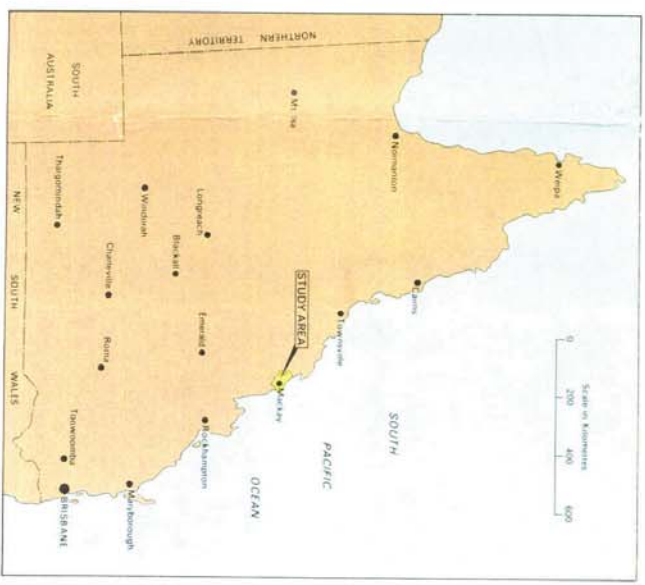 Weipa
Normanton
NORTHERN TERRITORY
Mt. Isa
Cairns
Townsville
STUDY AREA
Mackay
SOUTH
PACIFIC
OCEAN
Longreach
Emerald
Rockhampton
Blackall
Windorah
Maryborough
Charleville
Roma
Thargomindah
Toowoomba
BRISBANE
SOUTH
AUSTRALIA
NEW SOUTH WALES
Scale in Kilometres
0 200 400 600